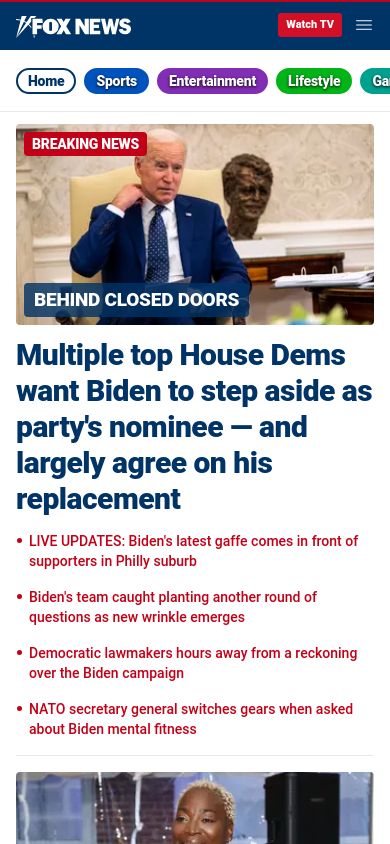 FOX NEWS
Watch TV
Home
Sports
Entertainment
Lifestyle
Ga
BREAKING NEWS
BEHIND CLOSED DOORS
Multiple top House Dems
want Biden to step aside as
party's nominee — and
largely agree on his
replacement
• LIVE UPDATES: Biden's latest gaffe comes in front of
supporters in Philly suburb
• Biden's team caught planting another round of
questions as new wrinkle emerges
• Democratic lawmakers hours away from a reckoning
over the Biden campaign
• NATO secretary general switches gears when asked
about Biden mental fitness